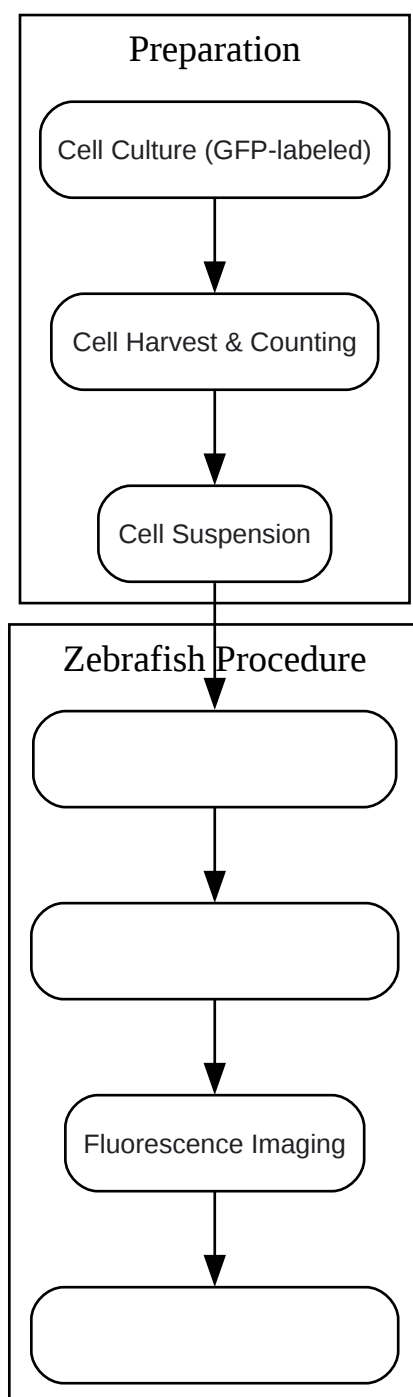 Preparation
Cell Culture (GFP-labeled)
Cell Harvest & Counting
Cell Suspension
Zebrafish Procedure
Fluorescence Imaging